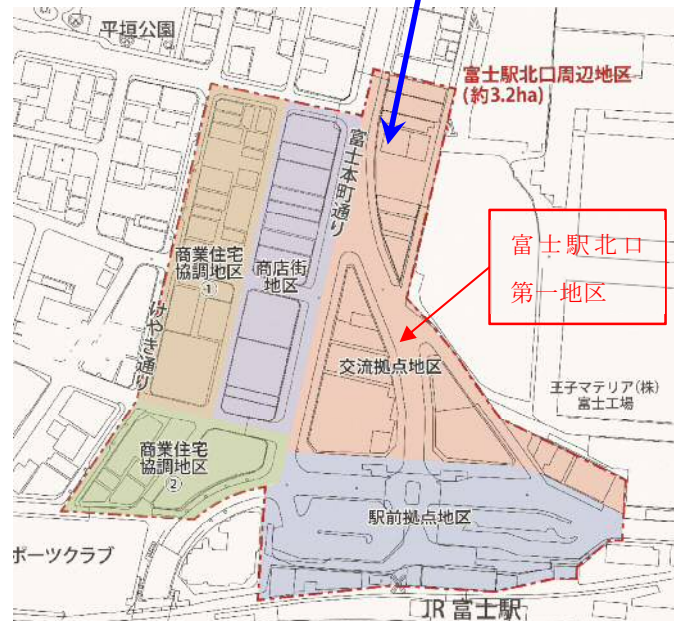 平垣公園
富士駅北口周辺地区
(約3.2ha)
富士本町通り
富士駅北口
第一地区
商業住宅
協調地区
①
商店街
地区
けやき通り
交流拠点地区
王子マテリア(株)
富士工場
商業住宅
協調地区
②
駅前拠点地区
ポーツクラブ
JR 富士駅